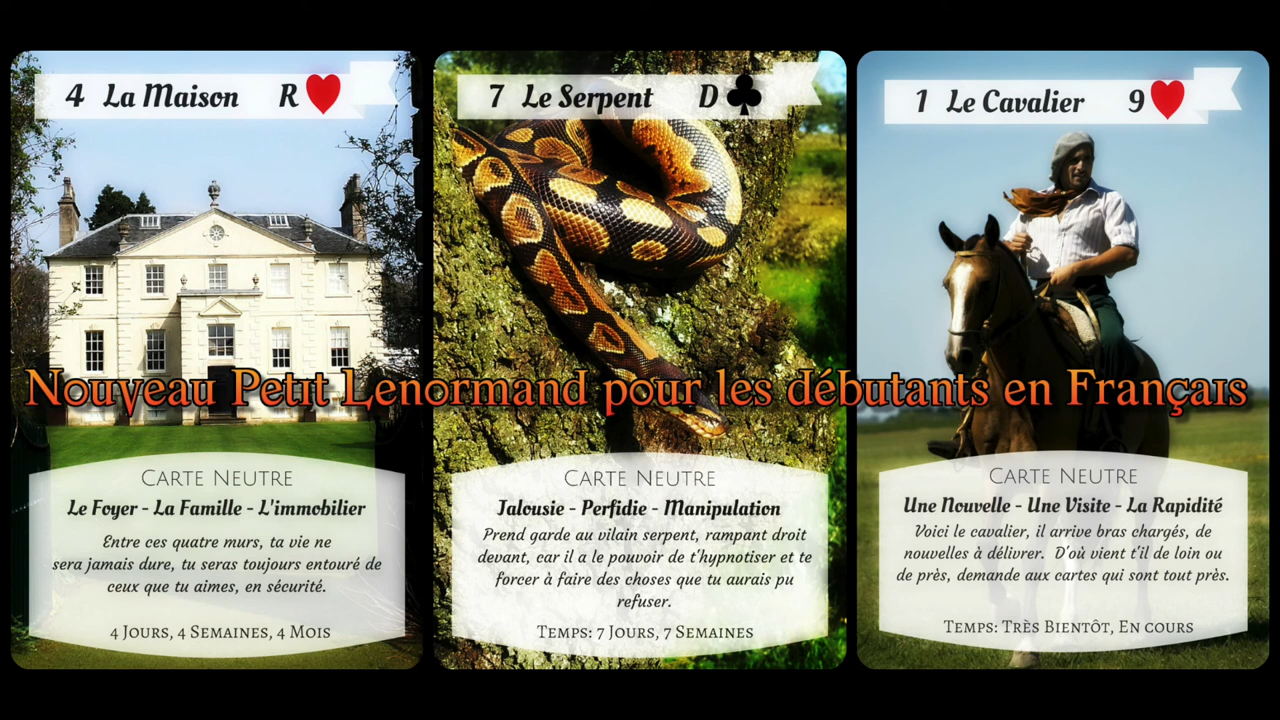 4 La Maison R
7 Le Serpent D
1 Le Cavalier 9
Nouveau Petit Lenormand pour les débutants en Français
Carte Neutre
Le Foyer - La Famille - L'immobilier
Entre ces quatre murs, ta vie ne
sera jamais dure, tu seras toujours entouré de
ceux que tu aimes, en sécurité.
4 Jours, 4 Semaines, 4 Mois
Carte Neutre
Jalousie - Perfidie - Manipulation
Prend garde au vilain serpent, rampant droit
devant, car il a le pouvoir de t'hypnotiser et te
forcer à faire des choses que tu aurais pu
refuser.
Temps: 7 Jours, 7 Semaines
Carte Neutre
Une Nouvelle - Une Visite - La Rapidité
Voici le cavalier, il arrive bras chargés, de
nouvelles à délivrer. D'où vient t'il de loin ou
de près, demande aux cartes qui sont tout près.
Temps: Très Bientôt, En cours